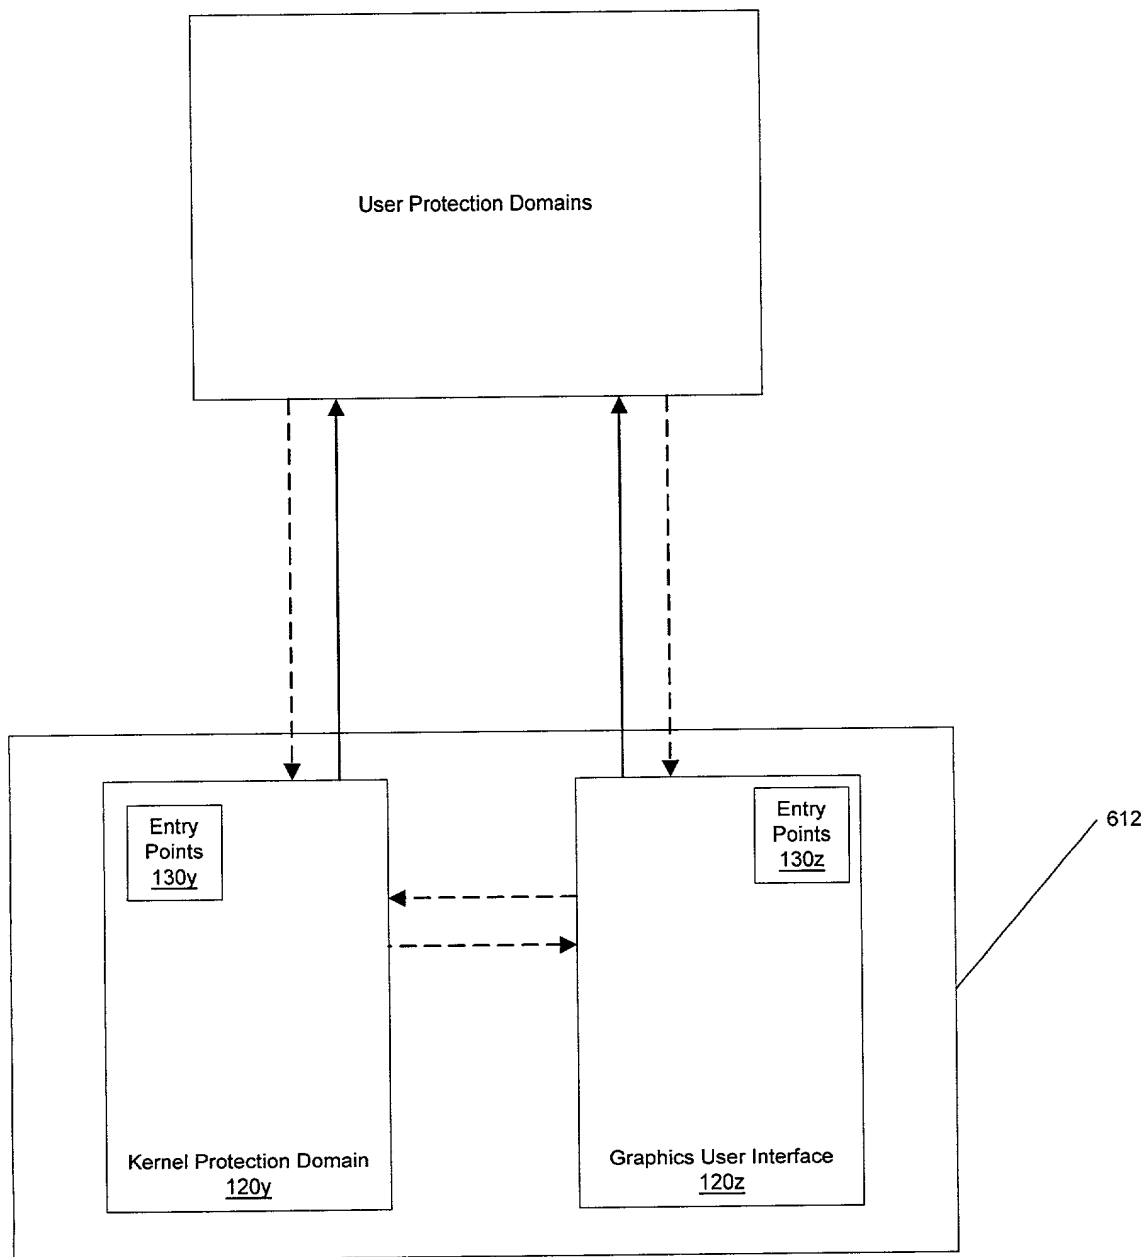 User Protection Domains
Entry
Points
130y
Entry
Points
130z
612
Kernel Protection Domain
120y
Graphics User Interface
120z